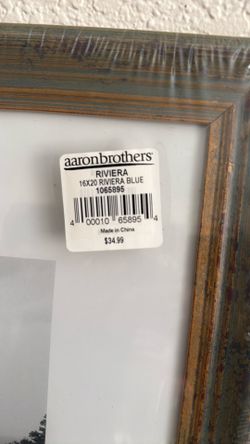 aaronbrothers
RIVIERA
16X20 RIVIERA BLUE
1065895
4 00010 65895 4
Made in China
$34.99